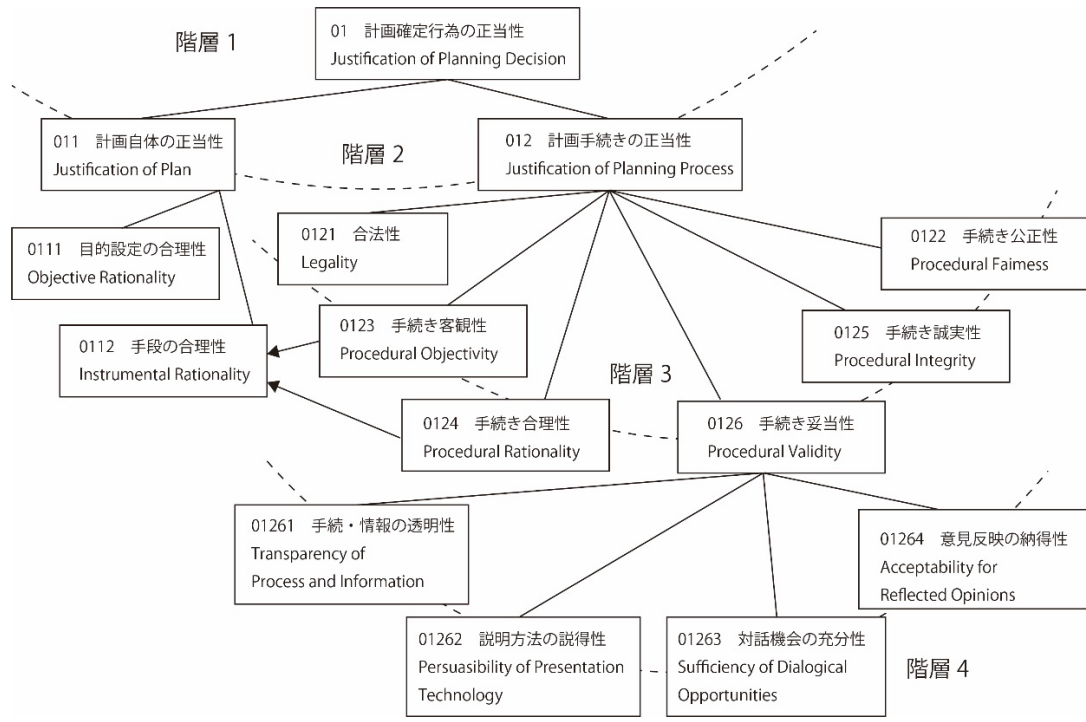 階層 1
01　計画確定行為の正当性
Justification of Planning Decision
011　計画自体の正当性
Justification of Plan
階層 2
012　計画手続きの正当性
Justification of Planning Process
0111　目的設定の合理性
Objective Rationality
0121　合法性
Legality
0122　手続き公正性
Procedural Fairness
0112　手段の合理性
Instrumental Rationality
0123　手続き客観性
Procedural Objectivity
0125　手続き誠実性
Procedural Integrity
階層 3
0124　手続き合理性
Procedural Rationality
0126　手続き妥当性
Procedural Validity
01261　手続・情報の透明性
Transparency of
Process and Information
01264　意見反映の納得性
Acceptability for
Reflected Opinions
01262　説明方法の説得性
Persuasibility of Presentation
Technology
01263　対話機会の充分性
Sufficiency of Dialogical
Opportunities
階層 4